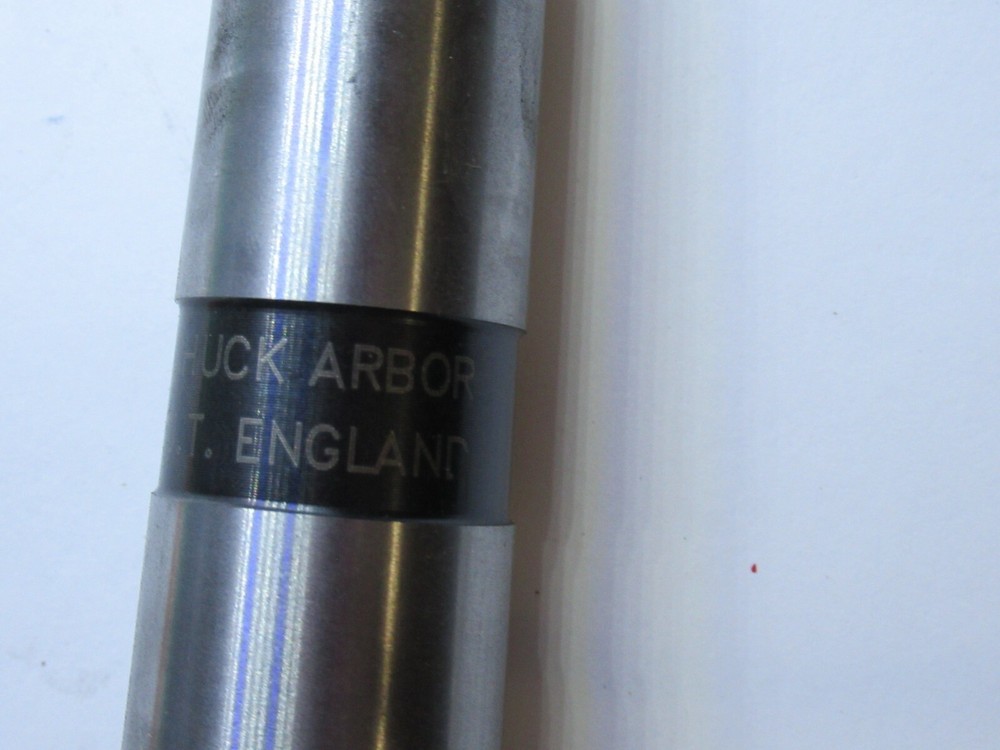 HUCK ARBOR
.T. ENGLAND